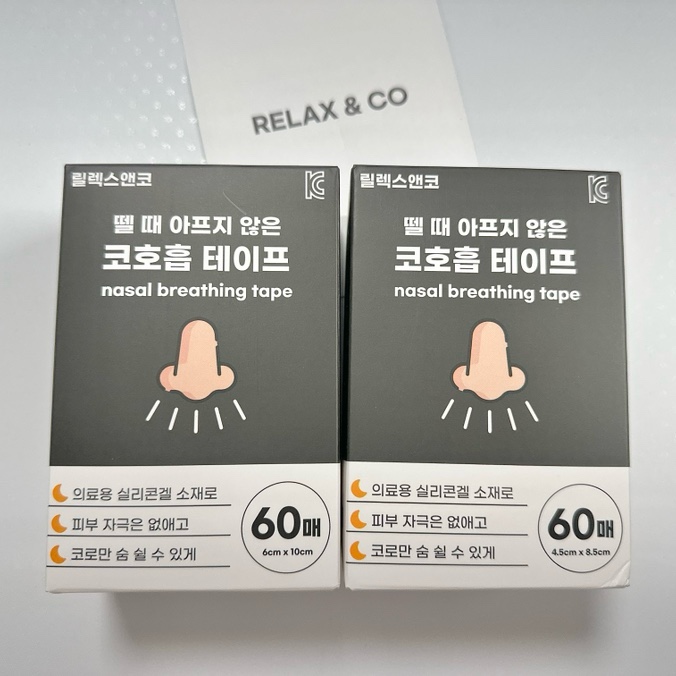 RELAX & CO
릴렉스앤코
뗄 때 아프지 않은
코호흡 테이프
nasal breathing tape
의료용 실리콘겔 소재로
피부 자극은 없애고
코로만 숨 쉴 수 있게
60매
6cm x 10cm
릴렉스앤코
뗄 때 아프지 않은
코호흡 테이프
nasal breathing tape
의료용 실리콘겔 소재로
피부 자극은 없애고
코로만 숨 쉴 수 있게
60매
4.5cm x 8.5cm